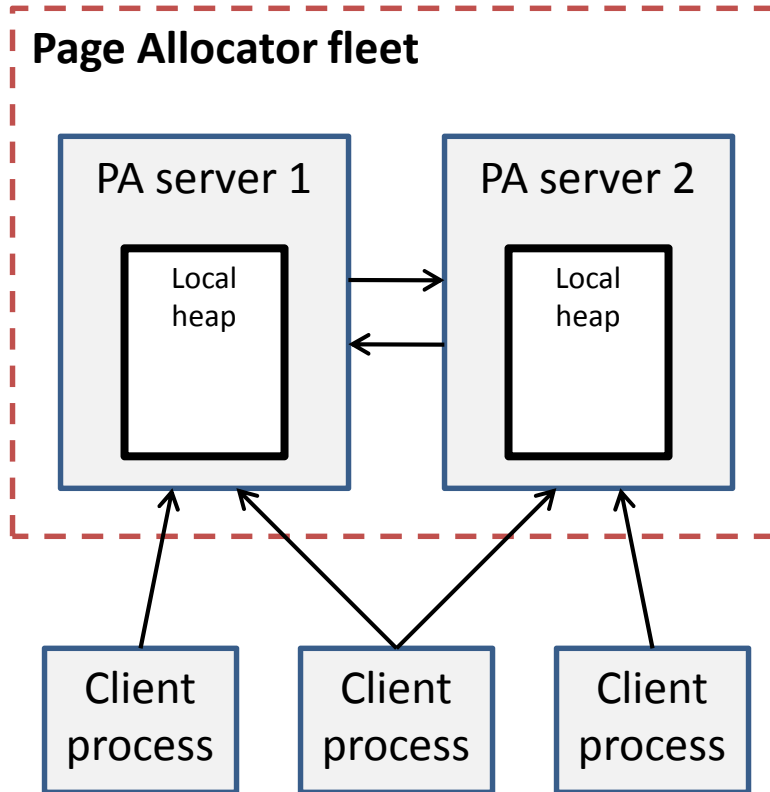 Page Allocator fleet
PA server 1
PA server 2
Local
heap
Local
heap
Client
process
Client
process
Client
process